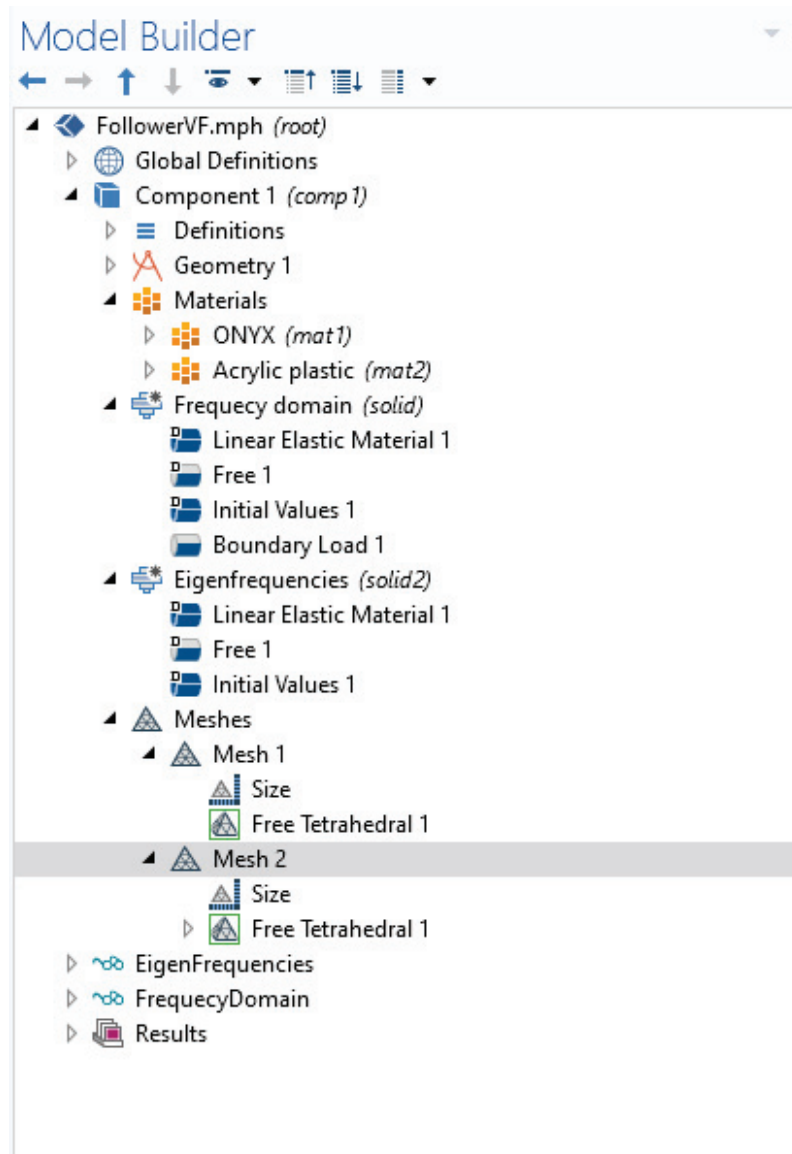 Model Builder
FollowerVF.mph (root)
Global Definitions
Component 1 (comp1)
Definitions
Geometry 1
Materials
ONYX (mat1)
Acrylic plastic (mat2)
Frequecy domain (solid)
Linear Elastic Material 1
Free 1
Initial Values 1
Boundary Load 1
Eigenfrequencies (solid2)
Linear Elastic Material 1
Free 1
Initial Values 1
Meshes
Mesh 1
Size
Free Tetrahedral 1
Mesh 2
Size
Free Tetrahedral 1
EigenFrequencies
FrequecyDomain
Results